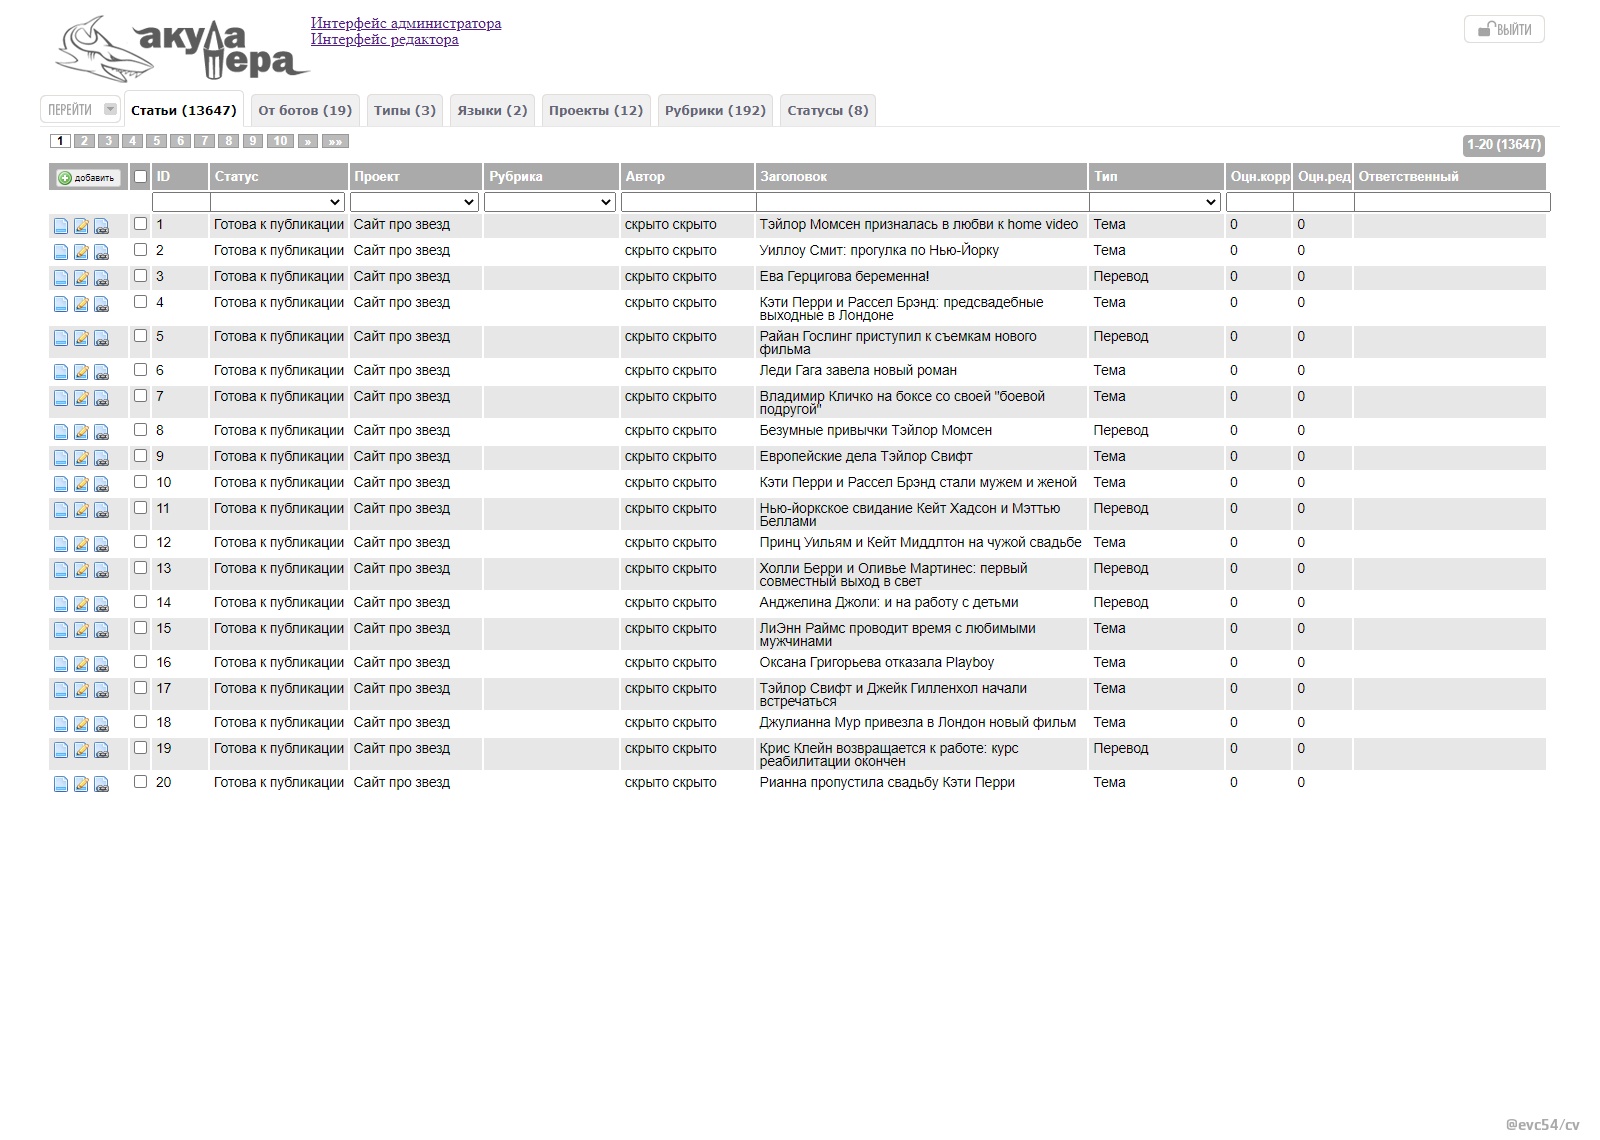 акула пера
Интерфейс администратора
Интерфейс редактора
ВЫЙТИ
ПЕРЕЙТИ Статьи (13647) От ботов (19) Типы (3) Языки (2) Проекты (12) Рубрики (192) Статусы (8)
1 2 3 4 5 6 7 8 9 10 » »»
1-20 (13647)
добавить ID Статус Проект Рубрика Автор Заголовок Тип Оцн.корр Оцн.ред Ответственный
1 Готова к публикации Сайт про звезд скрыто скрыто Тэйлор Момсен призналась в любви к home video Тема 0 0
2 Готова к публикации Сайт про звезд скрыто скрыто Уиллоу Смит: прогулка по Нью-Йорку Тема 0 0
3 Готова к публикации Сайт про звезд скрыто скрыто Ева Герцигова беременна! Перевод 0 0
4 Готова к публикации Сайт про звезд скрыто скрыто Кэти Перри и Рассел Брэнд: предсвадебные Тема 0 0
выходные в Лондоне
5 Готова к публикации Сайт про звезд скрыто скрыто Райан Гослинг приступил к съемкам нового Перевод 0 0
фильма
6 Готова к публикации Сайт про звезд скрыто скрыто Леди Гага завела новый роман Тема 0 0
7 Готова к публикации Сайт про звезд скрыто скрыто Владимир Кличко на боксе со своей "боевой Тема 0 0
подругой"
8 Готова к публикации Сайт про звезд скрыто скрыто Безумные привычки Тэйлор Момсен Перевод 0 0
9 Готова к публикации Сайт про звезд скрыто скрыто Европейские дела Тэйлор Свифт Тема 0 0
10 Готова к публикации Сайт про звезд скрыто скрыто Кэти Перри и Рассел Брэнд стали мужем и женой Тема 0 0
11 Готова к публикации Сайт про звезд скрыто скрыто Нью-йоркское свидание Кейт Хадсон и Мэттью Перевод 0 0
Беллами
12 Готова к публикации Сайт про звезд скрыто скрыто Принц Уильям и Кейт Миддлтон на чужой свадьбе Тема 0 0
13 Готова к публикации Сайт про звезд скрыто скрыто Холли Берри и Оливье Мартинес: первый Перевод 0 0
совместный выход в свет
14 Готова к публикации Сайт про звезд скрыто скрыто Анджелина Джоли: и на работу с детьми Перевод 0 0
15 Готова к публикации Сайт про звезд скрыто скрыто ЛиЭнн Раймс проводит время с любимыми Тема 0 0
мужчинами
16 Готова к публикации Сайт про звезд скрыто скрыто Оксана Григорьева отказала Playboy Тема 0 0
17 Готова к публикации Сайт про звезд скрыто скрыто Тэйлор Свифт и Джейк Гилленхол начали Тема 0 0
встречаться
18 Готова к публикации Сайт про звезд скрыто скрыто Джулианна Мур привезла в Лондон новый фильм Тема 0 0
19 Готова к публикации Сайт про звезд скрыто скрыто Крис Клейн возвращается к работе: курс Перевод 0 0
реабилитации окончен
20 Готова к публикации Сайт про звезд скрыто скрыто Рианна пропустила свадьбу Кэти Перри Тема 0 0
@evc54/cv